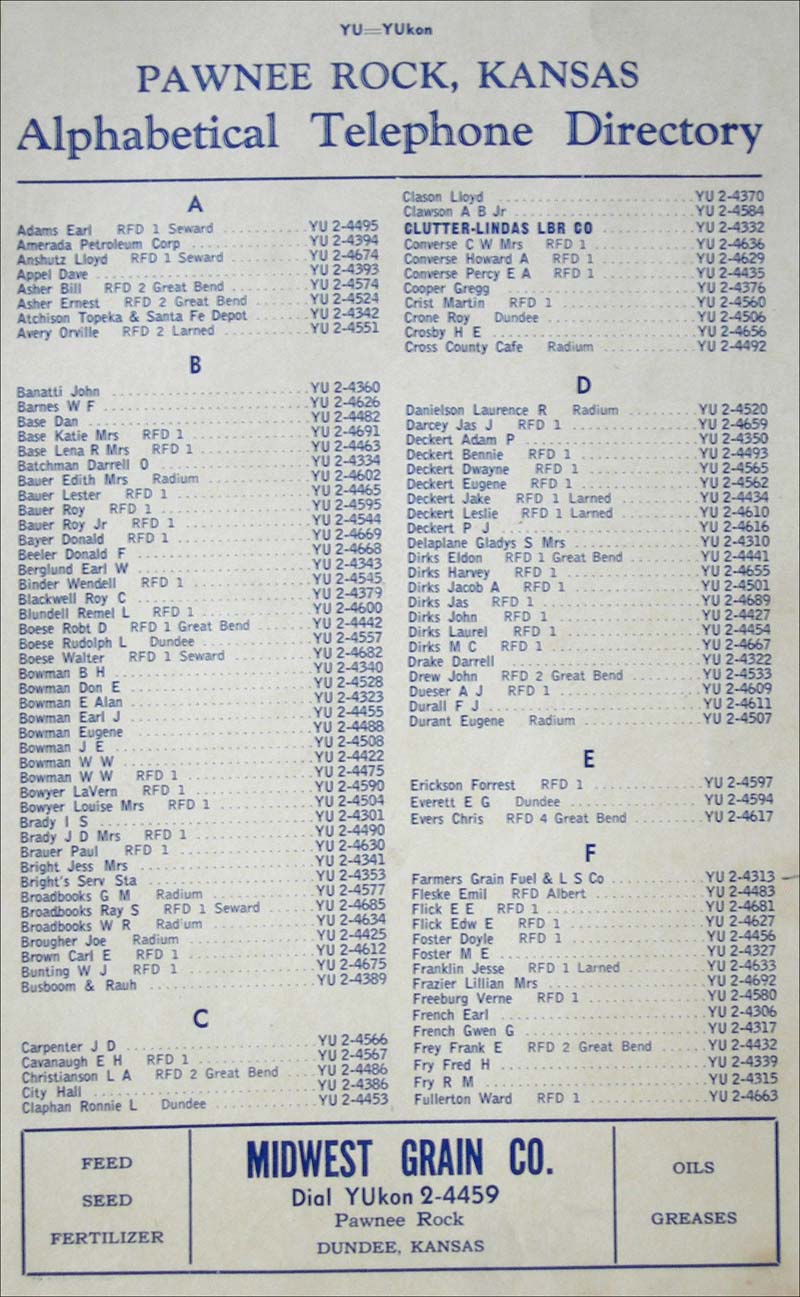 YU=YUkon
PAWNEE ROCK, KANSAS
Alphabetical Telephone Directory
A
Adams Earl RFD 1 Seward YU 2-4495
Amerada Petroleum Corp YU 2-4394
Anshutz Lloyd RFD 1 Seward YU 2-4674
Appel Dave YU 2-4393
Asher Bill RFD 2 Great Bend YU 2-4574
Asher Ernest RFD 2 Great Bend YU 2-4524
Atchison Topeka & Santa Fe Depot YU 2-4342
Avery Orville RFD 2 Larned YU 2-4551
B
Banatti John YU 2-4360
Barnes W F YU 2-4626
Base Dan YU 2-4482
Base Katie Mrs RFD 1 YU 2-4691
Base Lena R Mrs RFD 1 YU 2-4463
Batchman Darrell O YU 2-4334
Bauer Edith Mrs Radium YU 2-4602
Bauer Lester RFD 1 YU 2-4465
Bauer Roy RFD 1 YU 2-4595
Bauer Roy Jr RFD 1 YU 2-4544
Bayer Donald RFD 1 YU 2-4669
Beeler Donald F YU 2-4668
Berglund Earl W YU 2-4343
Binder Wendell RFD 1 YU 2-4545
Blackwell Roy C YU 2-4379
Blundell Remel L RFD 1 YU 2-4600
Boese Robt D RFD 1 Great Bend YU 2-4442
Boese Rudolph L Dundee YU 2-4557
Boese Walter RFD 1 Seward YU 2-4682
Bowman B H YU 2-4340
Bowman Don E YU 2-4528
Bowman E Alan YU 2-4323
Bowman Earl J YU 2-4455
Bowman Eugene YU 2-4488
Bowman J E YU 2-4508
Bowman W W YU 2-4422
Bowman W W RFD 1 YU 2-4475
Bowyer LaVern RFD 1 YU 2-4590
Bowyer Louise Mrs RFD 1 YU 2-4504
Brady I S YU 2-4301
Brady J D Mrs RFD 1 YU 2-4490
Brauer Paul RFD 1 YU 2-4630
Bright Jess Mrs YU 2-4341
Bright's Serv Sta YU 2-4353
Broadbooks G M Radium YU 2-4577
Broadbooks Ray S RFD 1 Seward YU 2-4685
Broadbooks W R Radium YU 2-4634
Brougher Joe Radium YU 2-4425
Brown Carl E RFD 1 YU 2-4612
Bunting W J RFD 1 YU 2-4675
Busboom & Rauh YU 2-4389
C
Carpenter J D YU 2-4566
Cavanaugh E H RFD 1 YU 2-4567
Christianson L A RFD 2 Great Bend YU 2-4486
City Hall YU 2-4386
Claphan Ronnie L Dundee YU 2-4453
Clason Lloyd YU 2-4370
Clawson A B Jr YU 2-4584
CLUTTER-LINDAS LBR CO YU 2-4332
Converse C W Mrs RFD 1 YU 2-4636
Converse Howard A RFD 1 YU 2-4629
Converse Percy E A RFD 1 YU 2-4435
Cooper Gregg YU 2-4376
Crist Martin RFD 1 YU 2-4560
Crone Roy Dundee YU 2-4506
Crosby H E YU 2-4656
Cross County Cafe Radium YU 2-4492
D
Danielson Laurence R Radium YU 2-4520
Darcey Jas J RFD 1 YU 2-4659
Deckert Adam P YU 2-4350
Deckert Bennie RFD 1 YU 2-4493
Deckert Dwayne RFD 1 YU 2-4565
Deckert Eugene RFD 1 YU 2-4562
Deckert Jake RFD 1 Larned YU 2-4434
Deckert Leslie RFD 1 Larned YU 2-4610
Deckert P J YU 2-4616
Delaplane Gladys S Mrs YU 2-4310
Dirks Eldon RFD 1 Great Bend YU 2-4441
Dirks Harvey RFD 1 YU 2-4655
Dirks Jacob A RFD 1 YU 2-4501
Dirks Jas RFD 1 YU 2-4689
Dirks John RFD 1 YU 2-4427
Dirks Laurel RFD 1 YU 2-4454
Dirks M C RFD 1 YU 2-4667
Drake Darrell YU 2-4322
Drew John RFD 2 Great Bend YU 2-4533
Dueser A J RFD 1 YU 2-4609
Durall F J YU 2-4611
Durant Eugene Radium YU 2-4507
E
Erickson Forrest RFD 1 YU 2-4597
Everett E G Dundee YU 2-4594
Evers Chris RFD 4 Great Bend YU 2-4617
F
Farmers Grain Fuel & L S Co YU 2-4313
Fleske Emil RFD Albert YU 2-4483
Flick E E RFD 1 YU 2-4681
Flick Edw E RFD 1 YU 2-4627
Foster Doyle RFD 1 YU 2-4456
Foster M E YU 2-4327
Franklin Jesse RFD 1 Larned YU 2-4633
Frazier Lillian Mrs YU 2-4692
Freeburg Verne RFD 1 YU 2-4580
French Earl YU 2-4306
French Gwen G YU 2-4317
Frey Frank E RFD 2 Great Bend YU 2-4432
Fry Fred H YU 2-4339
Fry R M YU 2-4315
Fullerton Ward RFD 1 YU 2-4663
FEED
SEED
FERTILIZER
MIDWEST GRAIN CO.
Dial YUkon 2-4459
Pawnee Rock
DUNDEE, KANSAS
OILS
GREASES